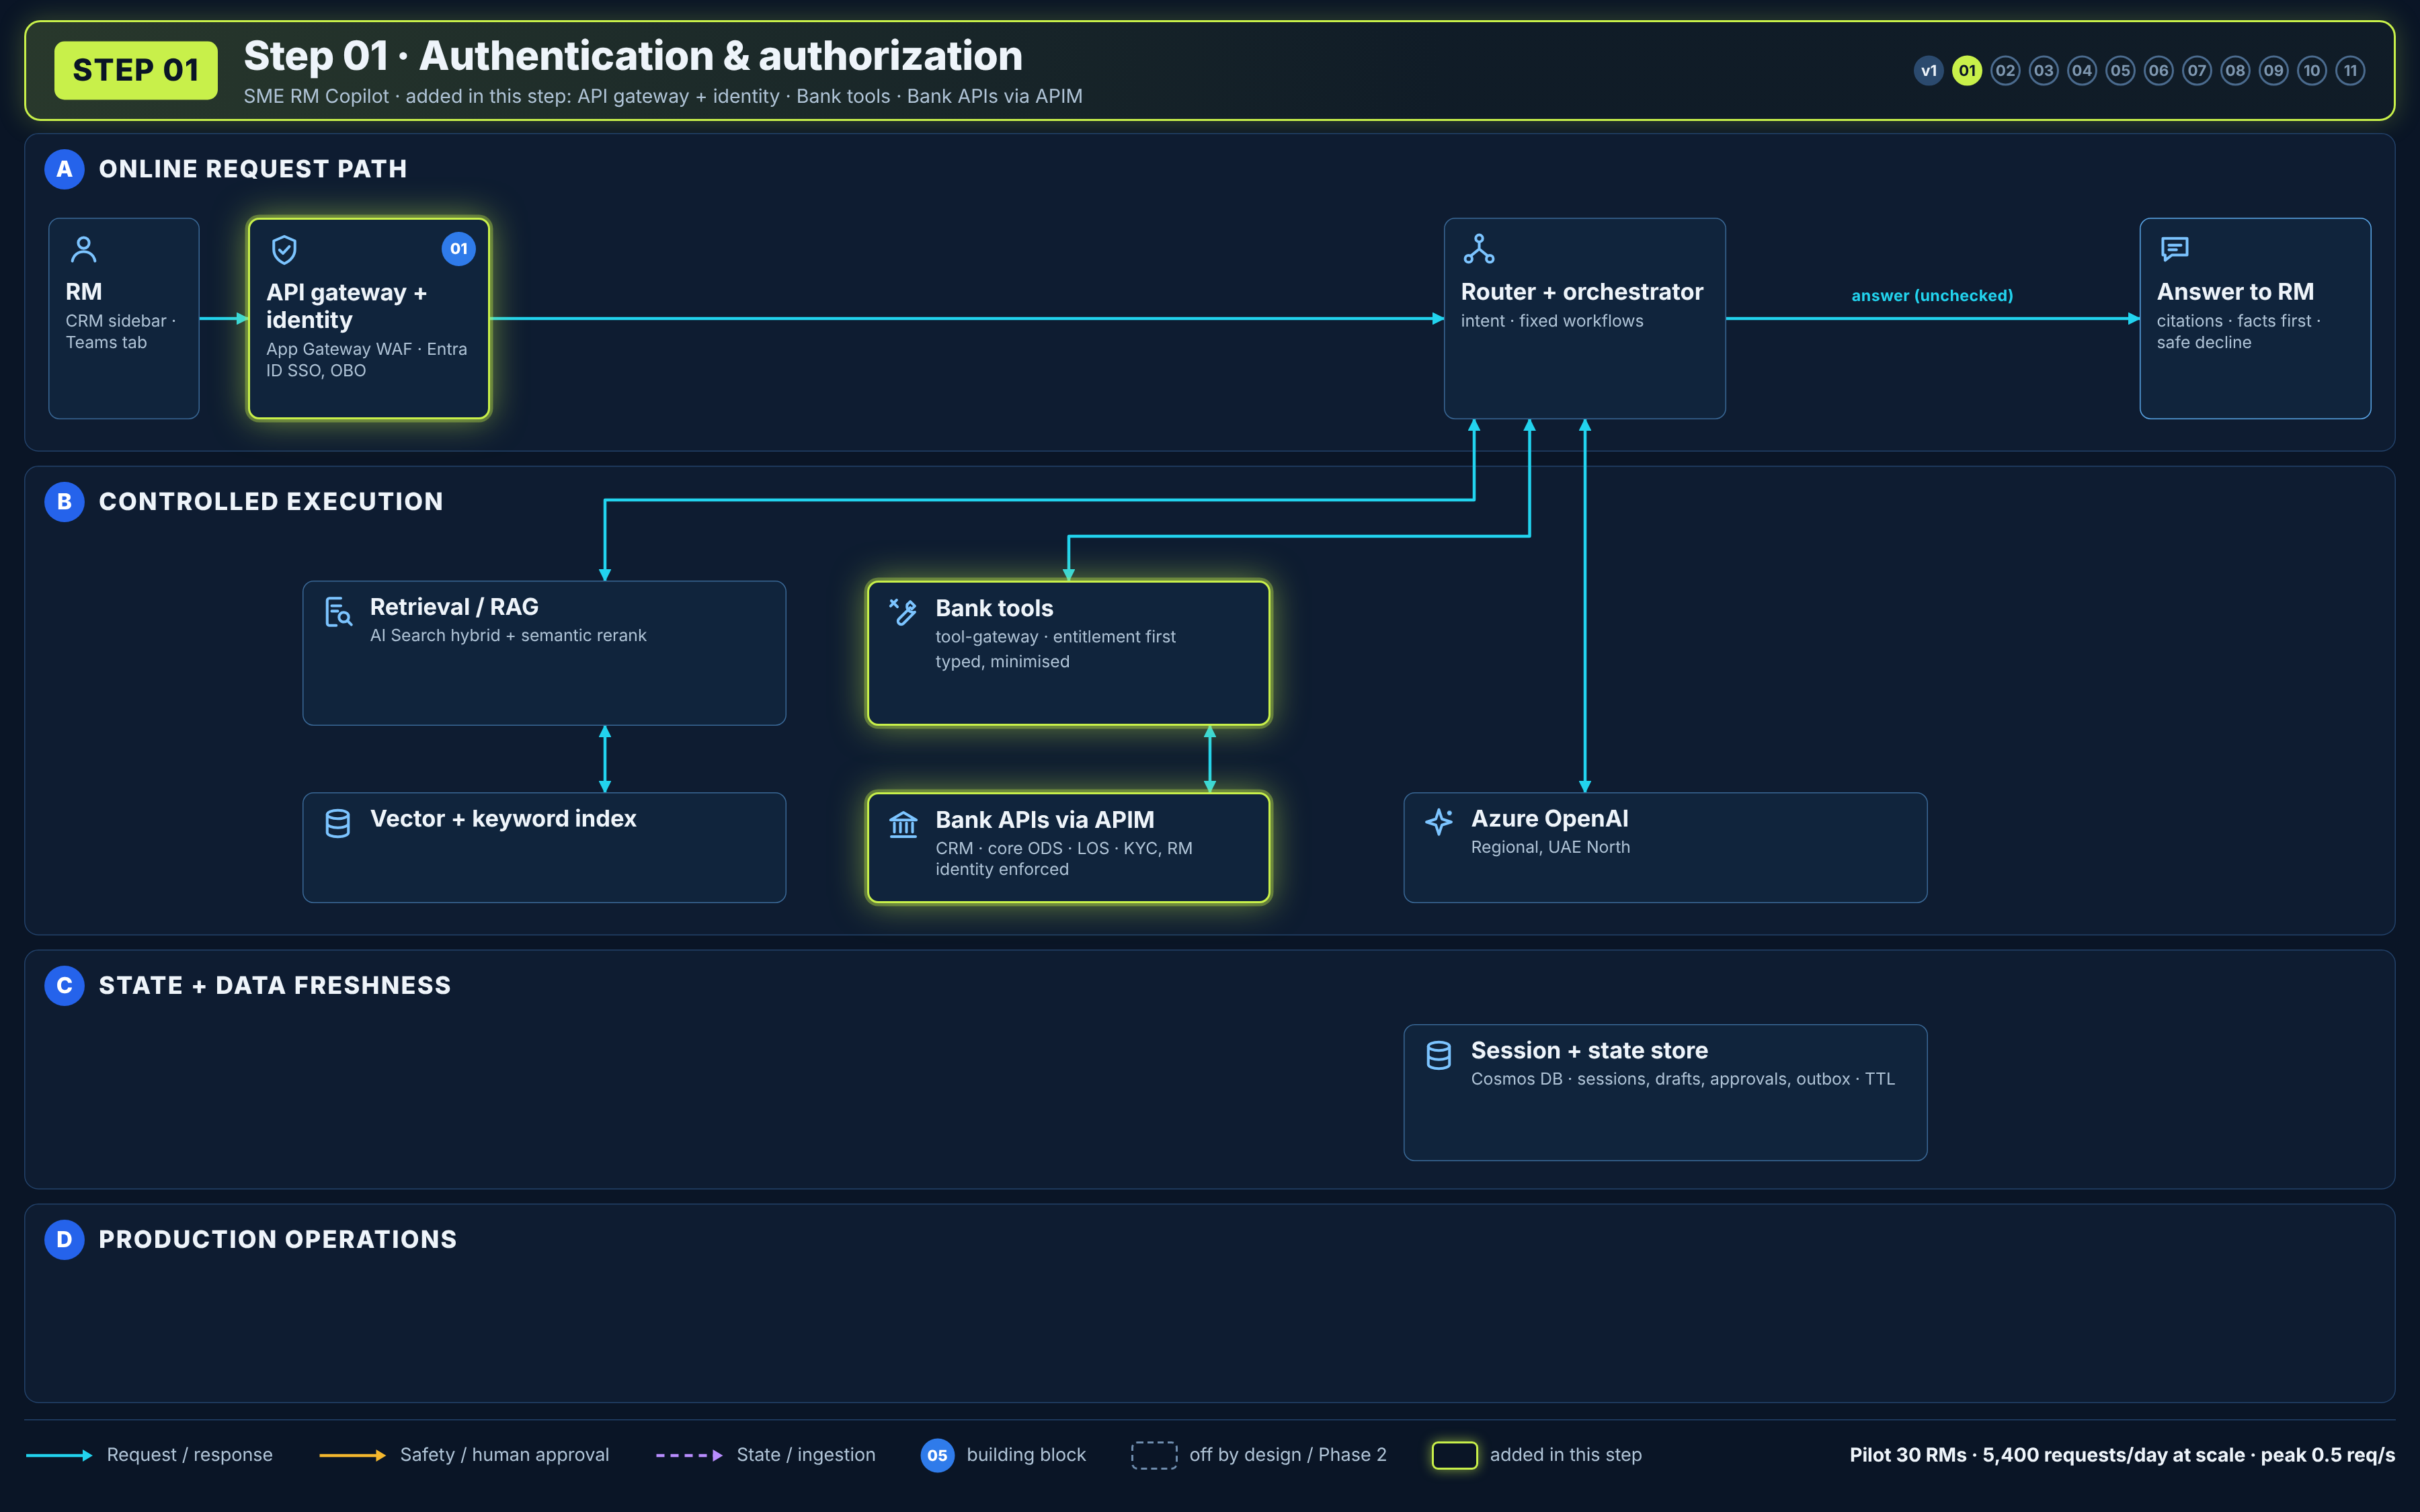 STEP 01
Step 01 · Authentication & authorization
SME RM Copilot · added in this step: API gateway + identity · Bank tools · Bank APIs via APIM
v1 01 02 03 04 05 06 07 08 09 10 11
A ONLINE REQUEST PATH
RM
CRM sidebar ·
Teams tab
01
API gateway +
identity
App Gateway WAF · Entra
ID SSO, OBO
Router + orchestrator
intent · fixed workflows
answer (unchecked)
Answer to RM
citations · facts first ·
safe decline
B CONTROLLED EXECUTION
Retrieval / RAG
AI Search hybrid + semantic rerank
Bank tools
tool-gateway · entitlement first
typed, minimised
Vector + keyword index
Bank APIs via APIM
CRM · core ODS · LOS · KYC, RM
identity enforced
Azure OpenAI
Regional, UAE North
C STATE + DATA FRESHNESS
Session + state store
Cosmos DB · sessions, drafts, approvals, outbox · TTL
D PRODUCTION OPERATIONS
Request / response
Safety / human approval
State / ingestion
05 building block
off by design / Phase 2
added in this step
Pilot 30 RMs · 5,400 requests/day at scale · peak 0.5 req/s